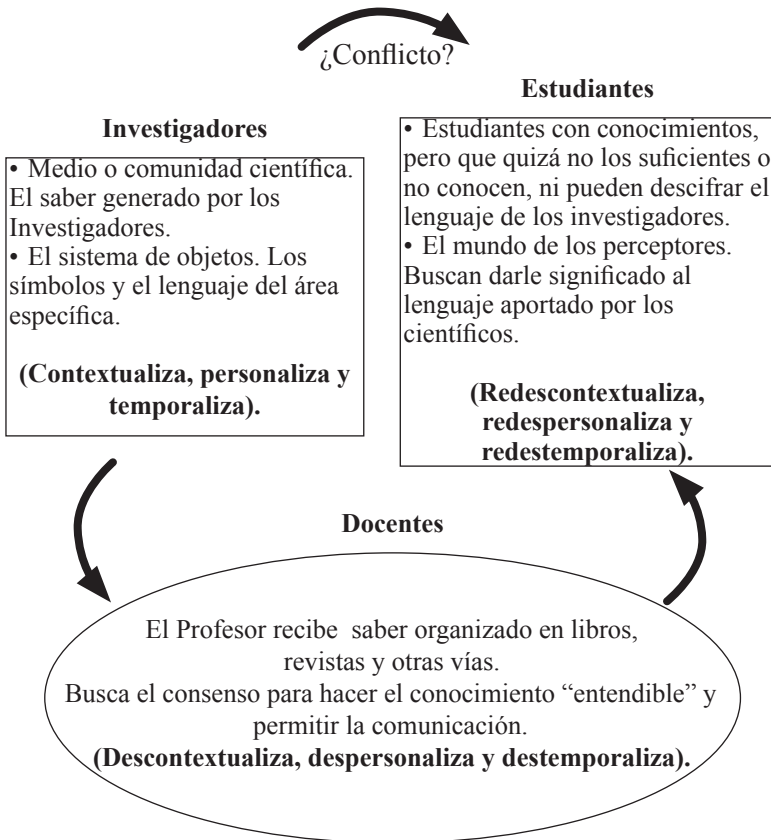 ¿Conflicto?
Investigadores
• Medio o comunidad científica.
El saber generado por los
Investigadores.
• El sistema de objetos. Los
símbolos y el lenguaje del área
específica.
(Contextualiza, personaliza y
temporaliza).
Estudiantes
• Estudiantes con conocimientos,
pero que quizá no los suficientes o
no conocen, ni pueden descifrar el
lenguaje de los investigadores.
• El mundo de los perceptores.
Buscan darle significado al
lenguaje aportado por los
científicos.
(Redescontextualiza,
redespersonaliza y
redestemporaliza).
Docentes
El Profesor recibe saber organizado en libros,
revistas y otras vías.
Busca el consenso para hacer el conocimiento “entendible” y
permitir la comunicación.
(Descontextualiza, despersonaliza y destemporaliza).